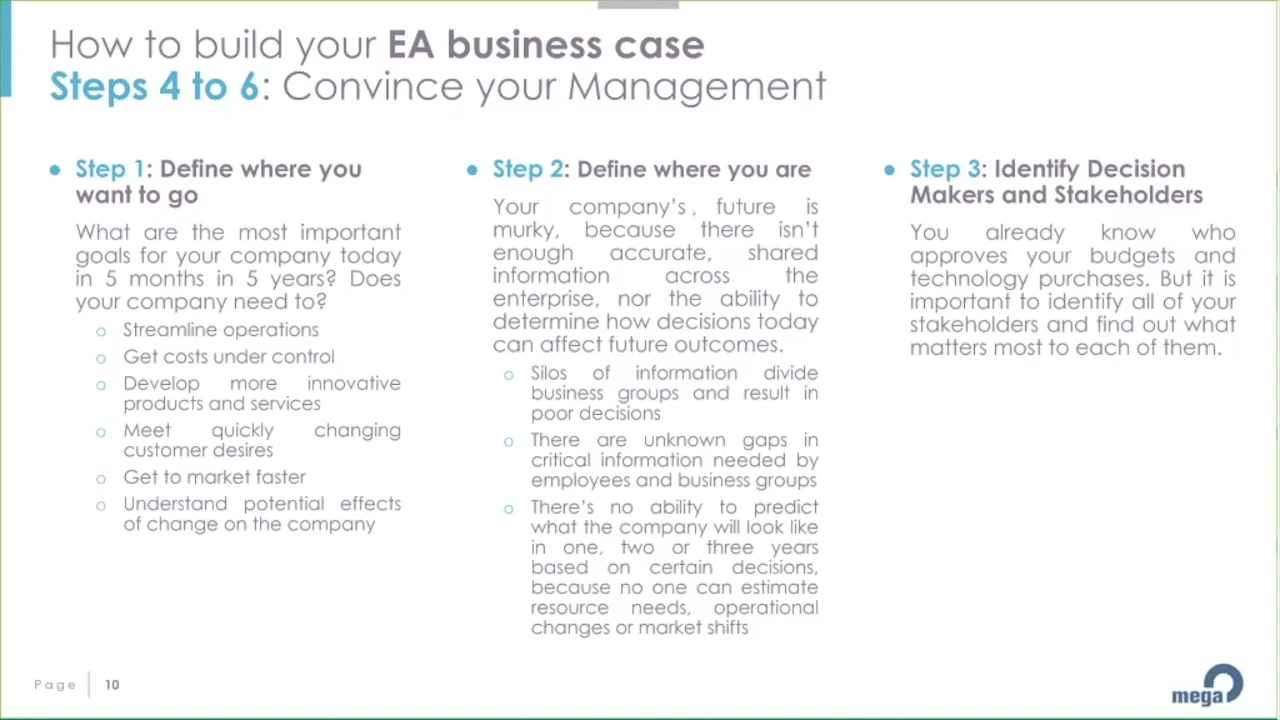 How to build your EA business case
Steps 4 to 6: Convince your Management
● Step 1: Define where you
want to go
What are the most important
goals for your company today
in 5 months in 5 years? Does
your company need to?
o Streamline operations
o Get costs under control
o Develop more innovative
products and services
o Meet quickly changing
customer desires
o Get to market faster
o Understand potential effects
of change on the company
● Step 2: Define where you are
Your company's , future is
murky, because there isn't
enough accurate, shared
information across the
enterprise, nor the ability to
determine how decisions today
can affect future outcomes.
o Silos of information divide
business groups and result in
poor decisions
o There are unknown gaps in
critical information needed by
employees and business groups
o There's no ability to predict
what the company will look like
in one, two or three years
based on certain decisions,
because no one can estimate
resource needs, operational
changes or market shifts
● Step 3: Identify Decision
Makers and Stakeholders
You already know who
approves your budgets and
technology purchases. But it is
important to identify all of your
stakeholders and find out what
matters most to each of them.
Page 10
mega